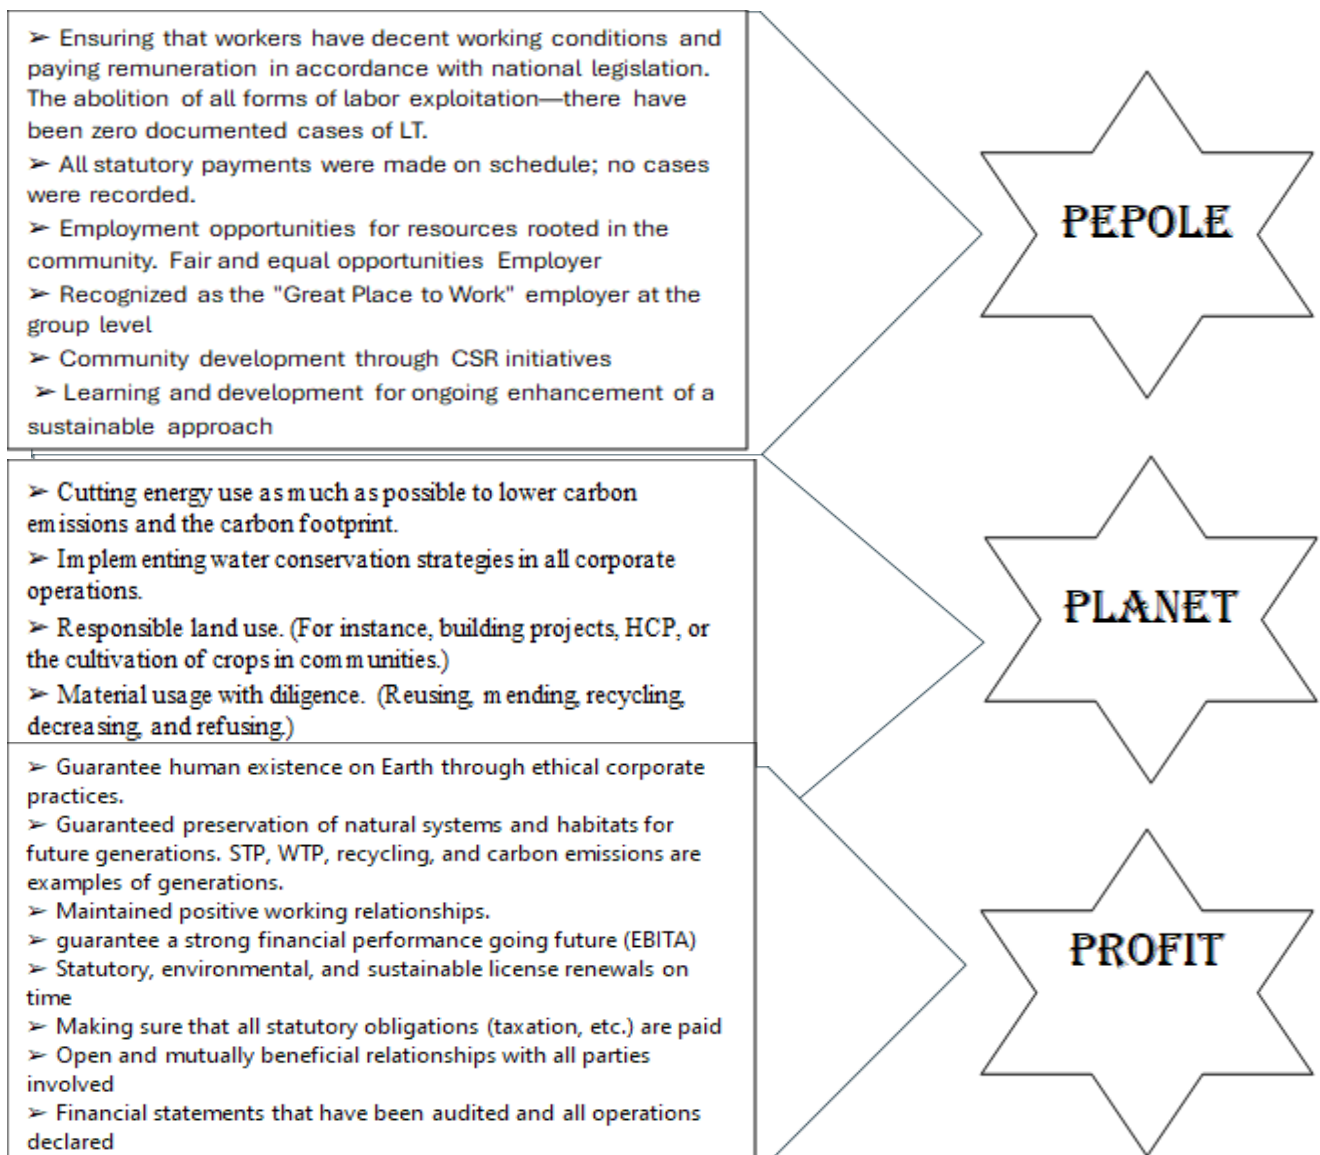 ➢ Ensuring that workers have decent working conditions and
paying remuneration in accordance with national legislation.
The abolition of all forms of labor exploitation—there have
been zero documented cases of LT.
➢ All statutory payments were made on schedule; no cases
were recorded.
➢ Employment opportunities for resources rooted in the
community. Fair and equal opportunities Employer
➢ Recognized as the "Great Place to Work" employer at the
group level
➢ Community development through CSR initiatives
➢ Learning and development for ongoing enhancement of a
sustainable approach
PEPOLE
➢ Cutting energy use as much as possible to lower carbon
emissions and the carbon footprint.
➢ Implementing water conservation strategies in all corporate
operations.
➢ Responsible land use. (For instance, building projects, HCP, or
the cultivation of crops in communities.)
➢ Material usage with diligence. (Reusing, mending, recycling,
decreasing, and refusing.)
PLANET
➢ Guarantee human existence on Earth through ethical corporate
practices.
➢ Guaranteed preservation of natural systems and habitats for
future generations. STP, WTP, recycling, and carbon emissions are
examples of generations.
➢ Maintained positive working relationships.
➢ guarantee a strong financial performance going future (EBITA)
➢ Statutory, environmental, and sustainable license renewals on
time
➢ Making sure that all statutory obligations (taxation, etc.) are paid
➢ Open and mutually beneficial relationships with all parties
involved
➢ Financial statements that have been audited and all operations
declared
PROFIT